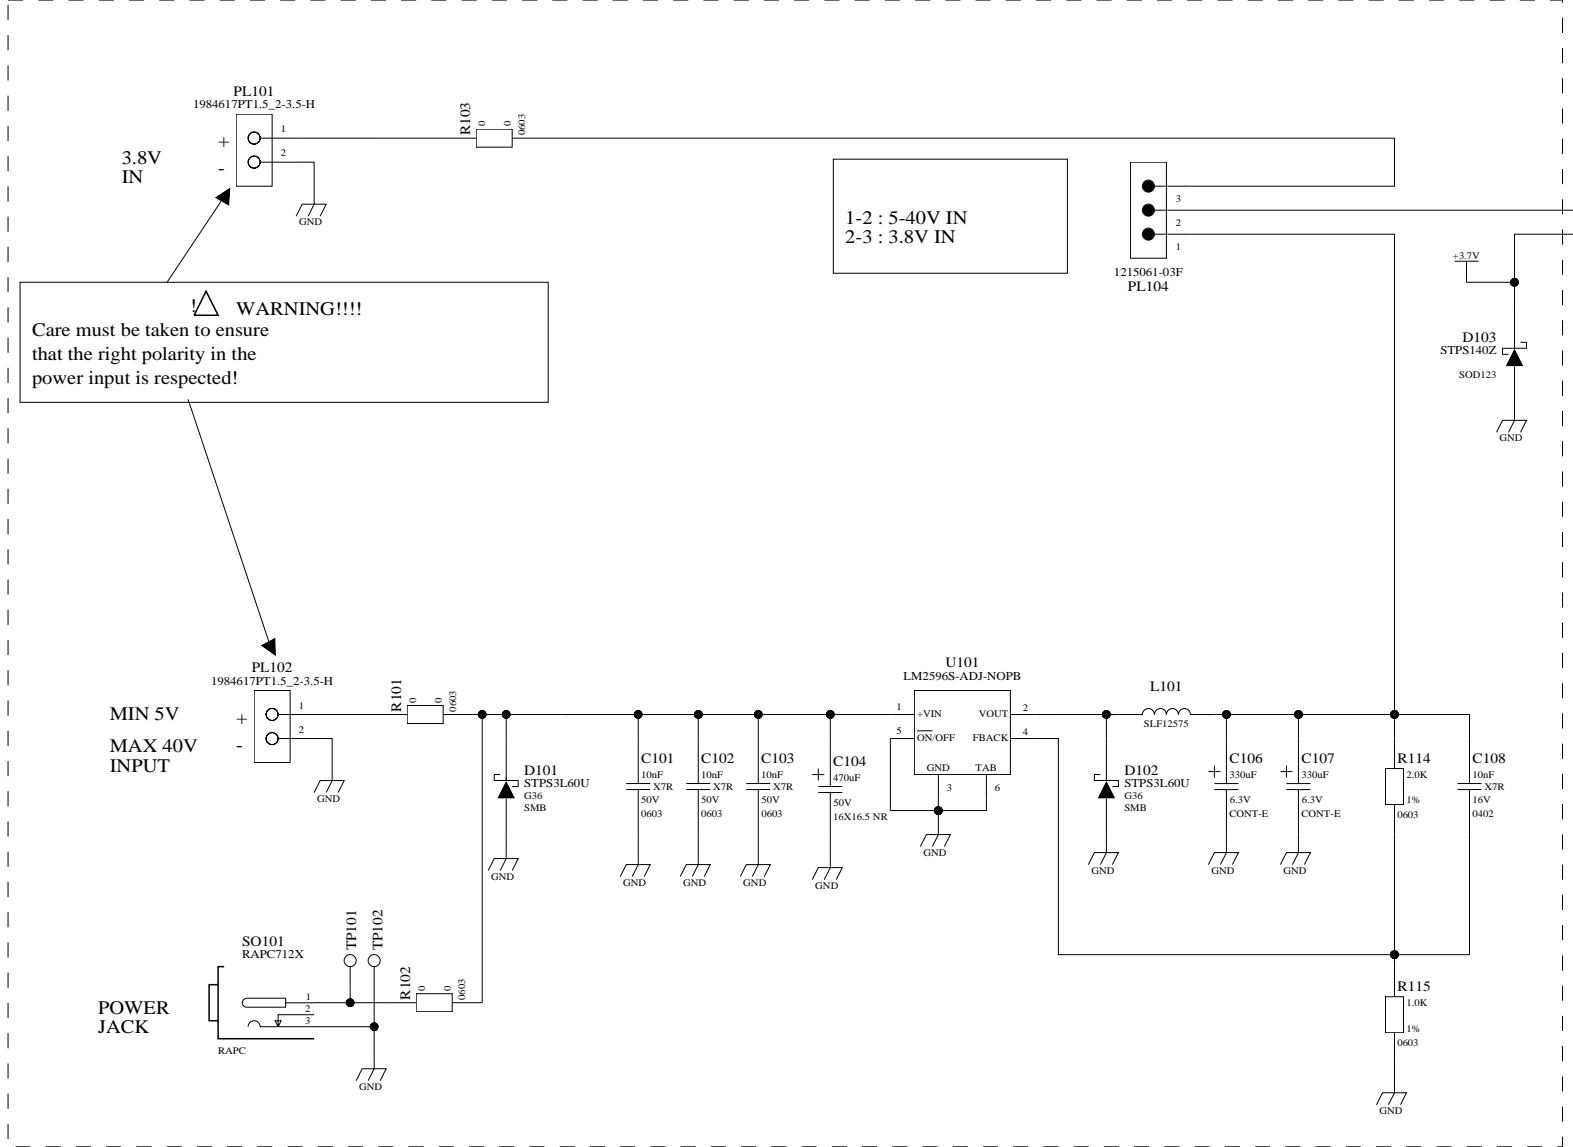 PL101
1984617PT1.5_2-3.5-H
+
1
-
2
3.8V
IN
GND
R103
0
0
0603
1-2 : 5-40V IN
2-3 : 3.8V IN
3
2
1
1215061-03F
PL104
+3.7V
D103
STPS140Z
SOD123
GND
! WARNING!!!!
Care must be taken to ensure
that the right polarity in the
power input is respected!
PL102
1984617PT1.5_2-3.5-H
MIN 5V
MAX 40V
INPUT
+
1
-
2
GND
R101
0
0
0603
D101
STPS3L60U
G36
SMB
GND
C101
10nF
X7R
50V
0603
GND
C102
10nF
X7R
50V
0603
GND
C103
10nF
X7R
50V
0603
GND
+
C104
470uF
50V
16X16.5 NR
GND
U101
LM2596S-ADJ-NOPB
1
+VIN
VOUT
2
5
ON/OFF
FBACK
4
GND
TAB
3
6
GND
L101
SLF12575
D102
STPS3L60U
G36
SMB
GND
+
C106
330uF
6.3V
CONT-E
GND
+
C107
330uF
6.3V
CONT-E
GND
R114
2.0K
1%
0603
C108
10nF
X7R
16V
0402
R115
1.0K
1%
0603
GND
SO101
RAPC712X
TP101
TP102
R102
0
0
0603
POWER
JACK
1
2
3
RAPC
GND